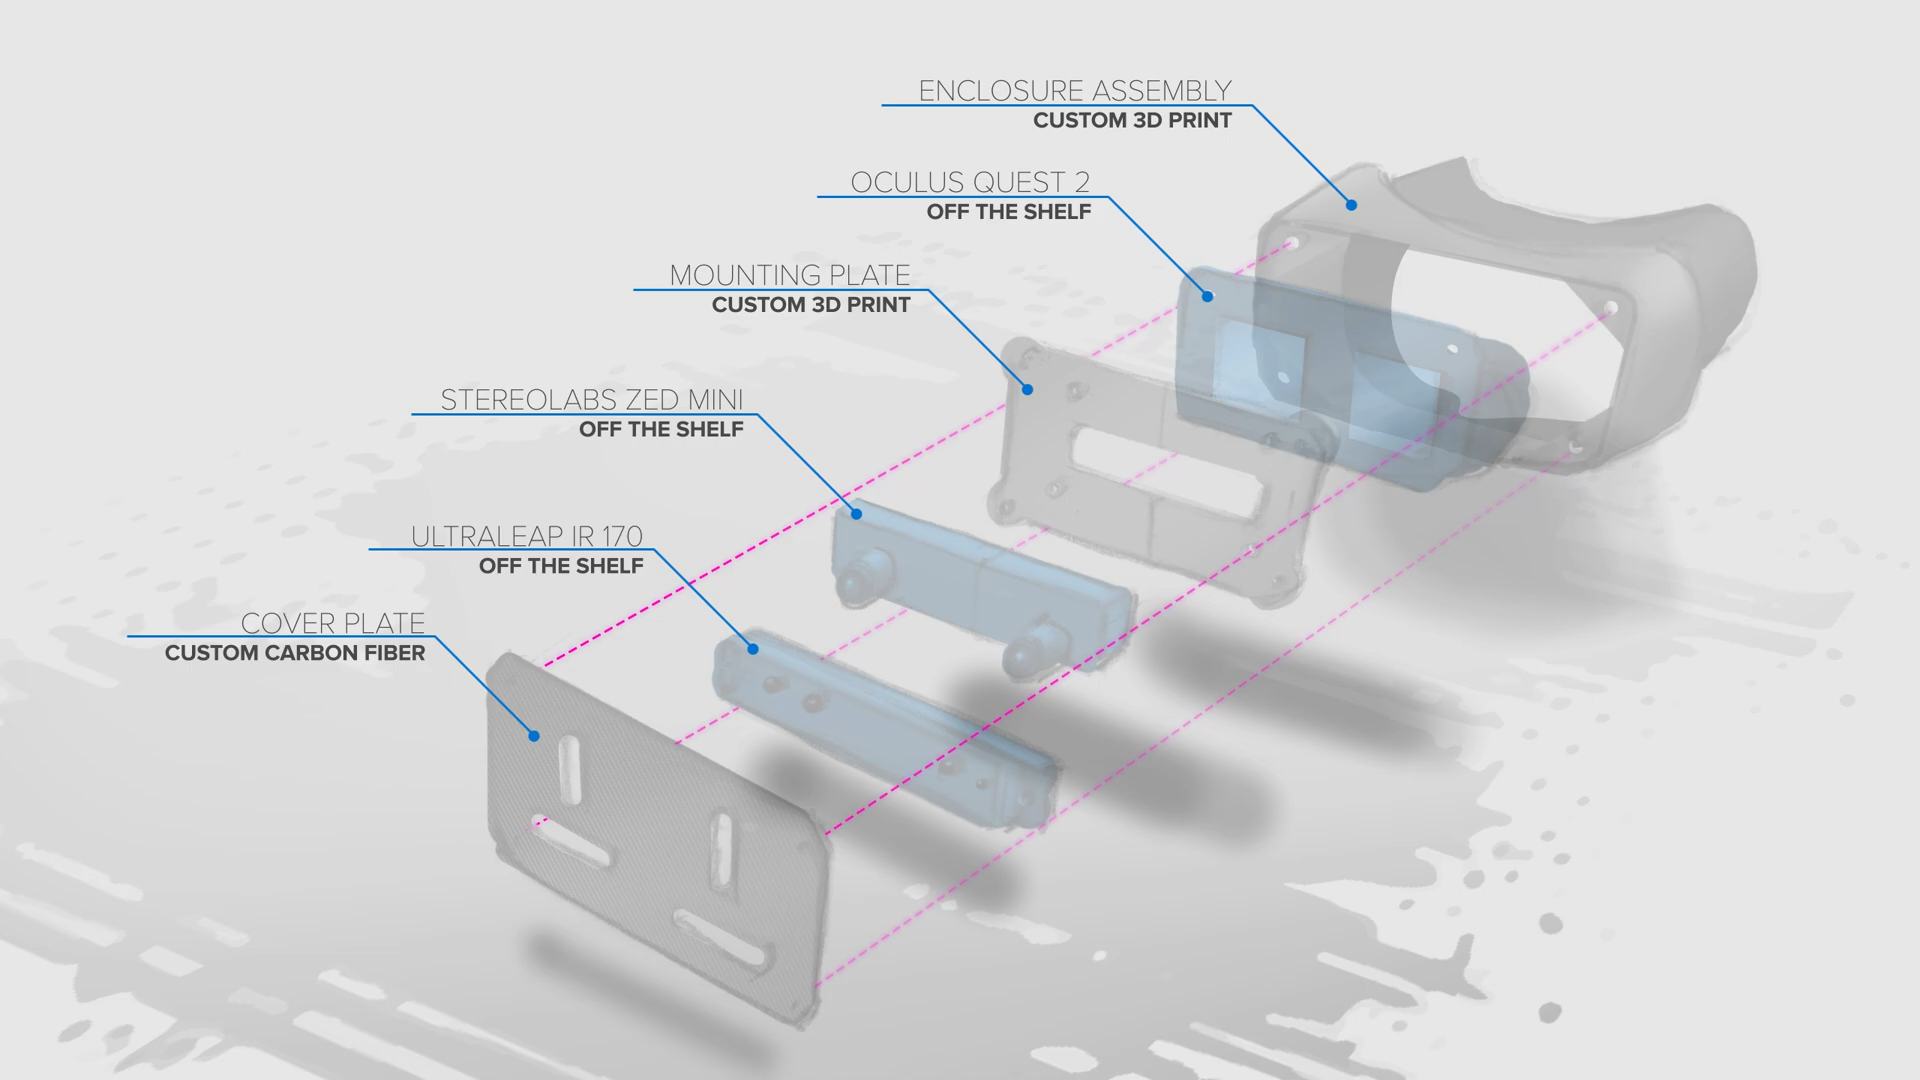 ENCLOSURE ASSEMBLY
CUSTOM 3D PRINT
OCULUS QUEST 2
OFF THE SHELF
MOUNTING PLATE
CUSTOM 3D PRINT
STEREOLABS ZED MINI
OFF THE SHELF
ULTRALEAP IR 170
OFF THE SHELF
COVER PLATE
CUSTOM CARBON FIBER